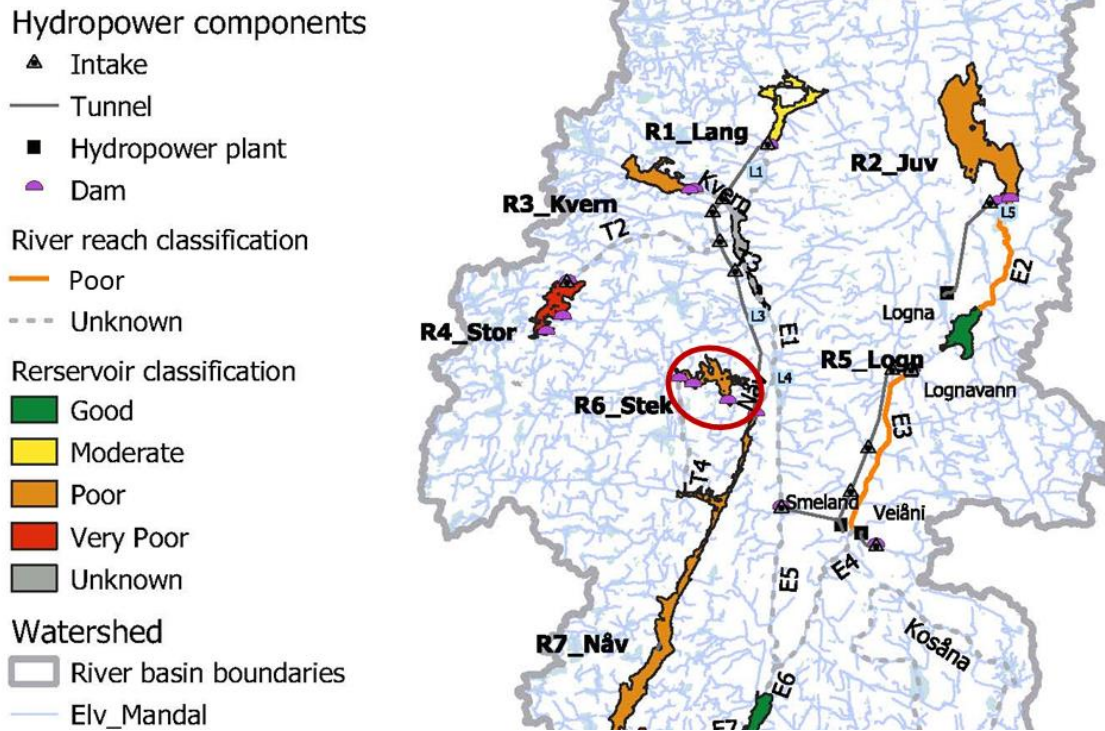 Hydropower components
Intake
Tunnel
Hydropower plant
Dam
River reach classification
Poor
Unknown
Rerservoir classification
Good
Moderate
Poor
Very Poor
Unknown
Watershed
River basin boundaries
Elv_Mandal
R1_Lang
L1
R2_Juv
Kvern
R3_Kvern
L5
T2
T3
E2
Logna
L3
R4_Stor
E1
R5_Logn
L4
Lognavann
R6_Stek
E3
T4
Smeland
Veiåni
E4
E5
Kosåna
R7_Nåv
E6
E7